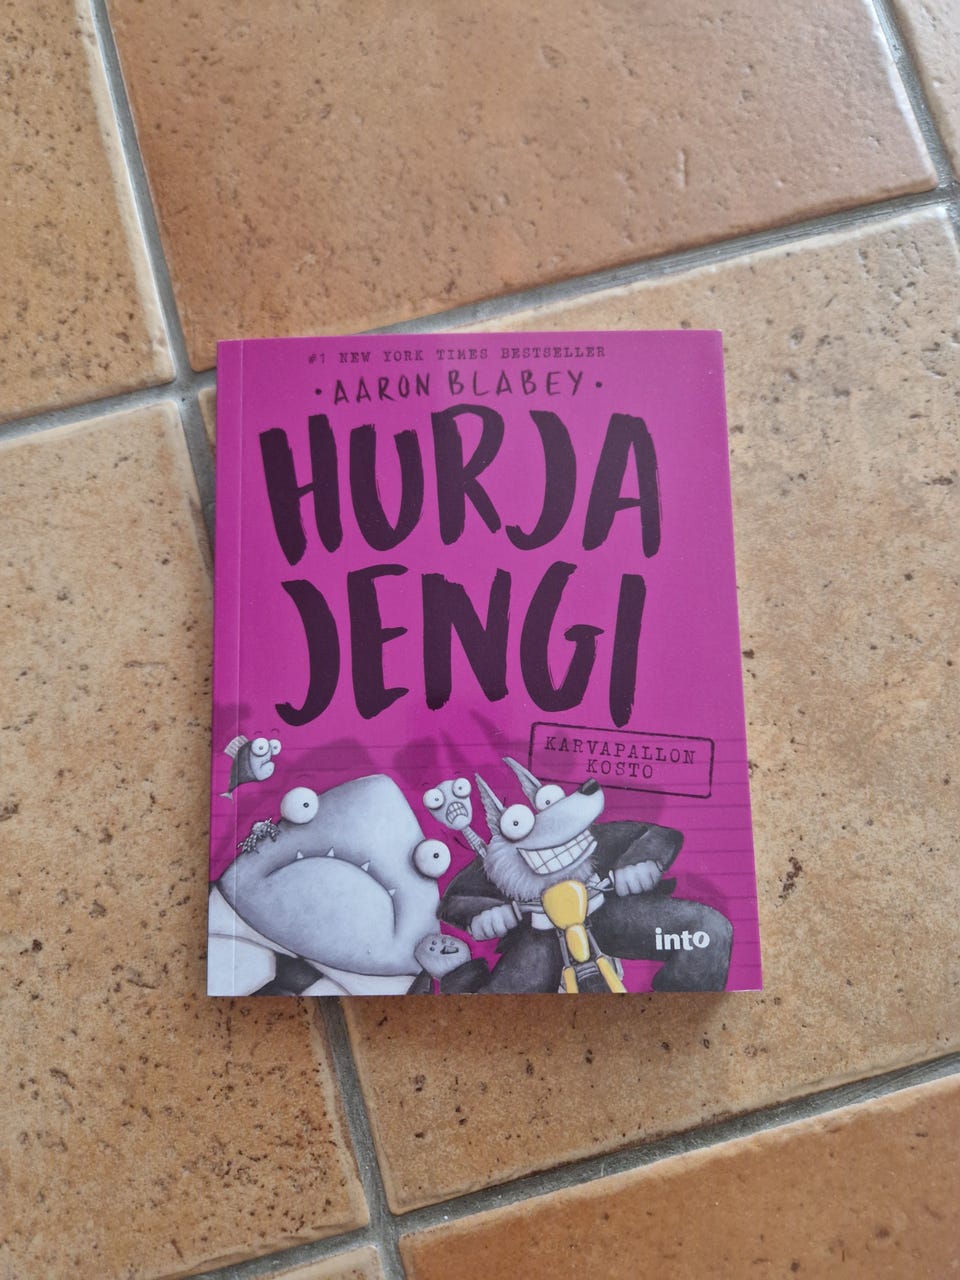 #1 NEW YORK TIMES BESTSELLER
• AARON BLABEY •
HURJA
JENGI
KARVAPALLON
KOSTO
into